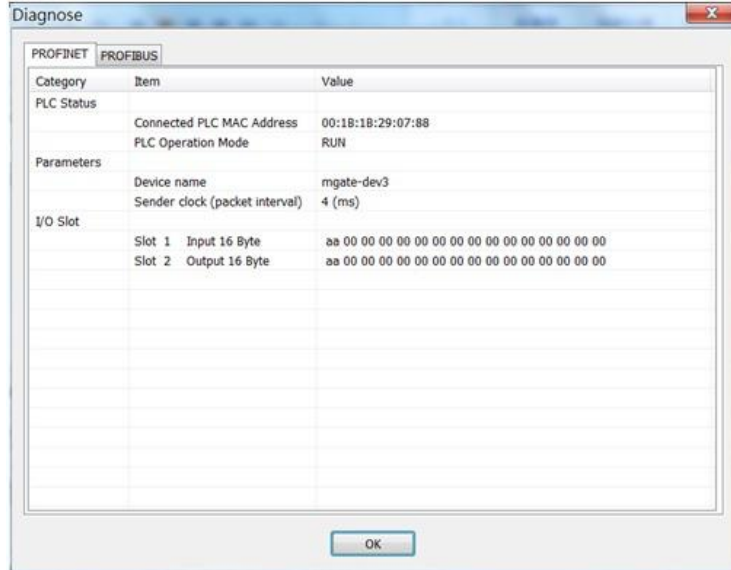 Diagnose
PROFINET PROFIBUS
Category Item Value
PLC Status
Connected PLC MAC Address 00:1B:1B:29:07:88
PLC Operation Mode RUN
Parameters
Device name mgate-dev3
Sender clock (packet interval) 4 (ms)
I/O Slot
Slot 1 Input 16 Byte aa 00 00 00 00 00 00 00 00 00 00 00 00 00 00 00
Slot 2 Output 16 Byte aa 00 00 00 00 00 00 00 00 00 00 00 00 00 00 00
OK